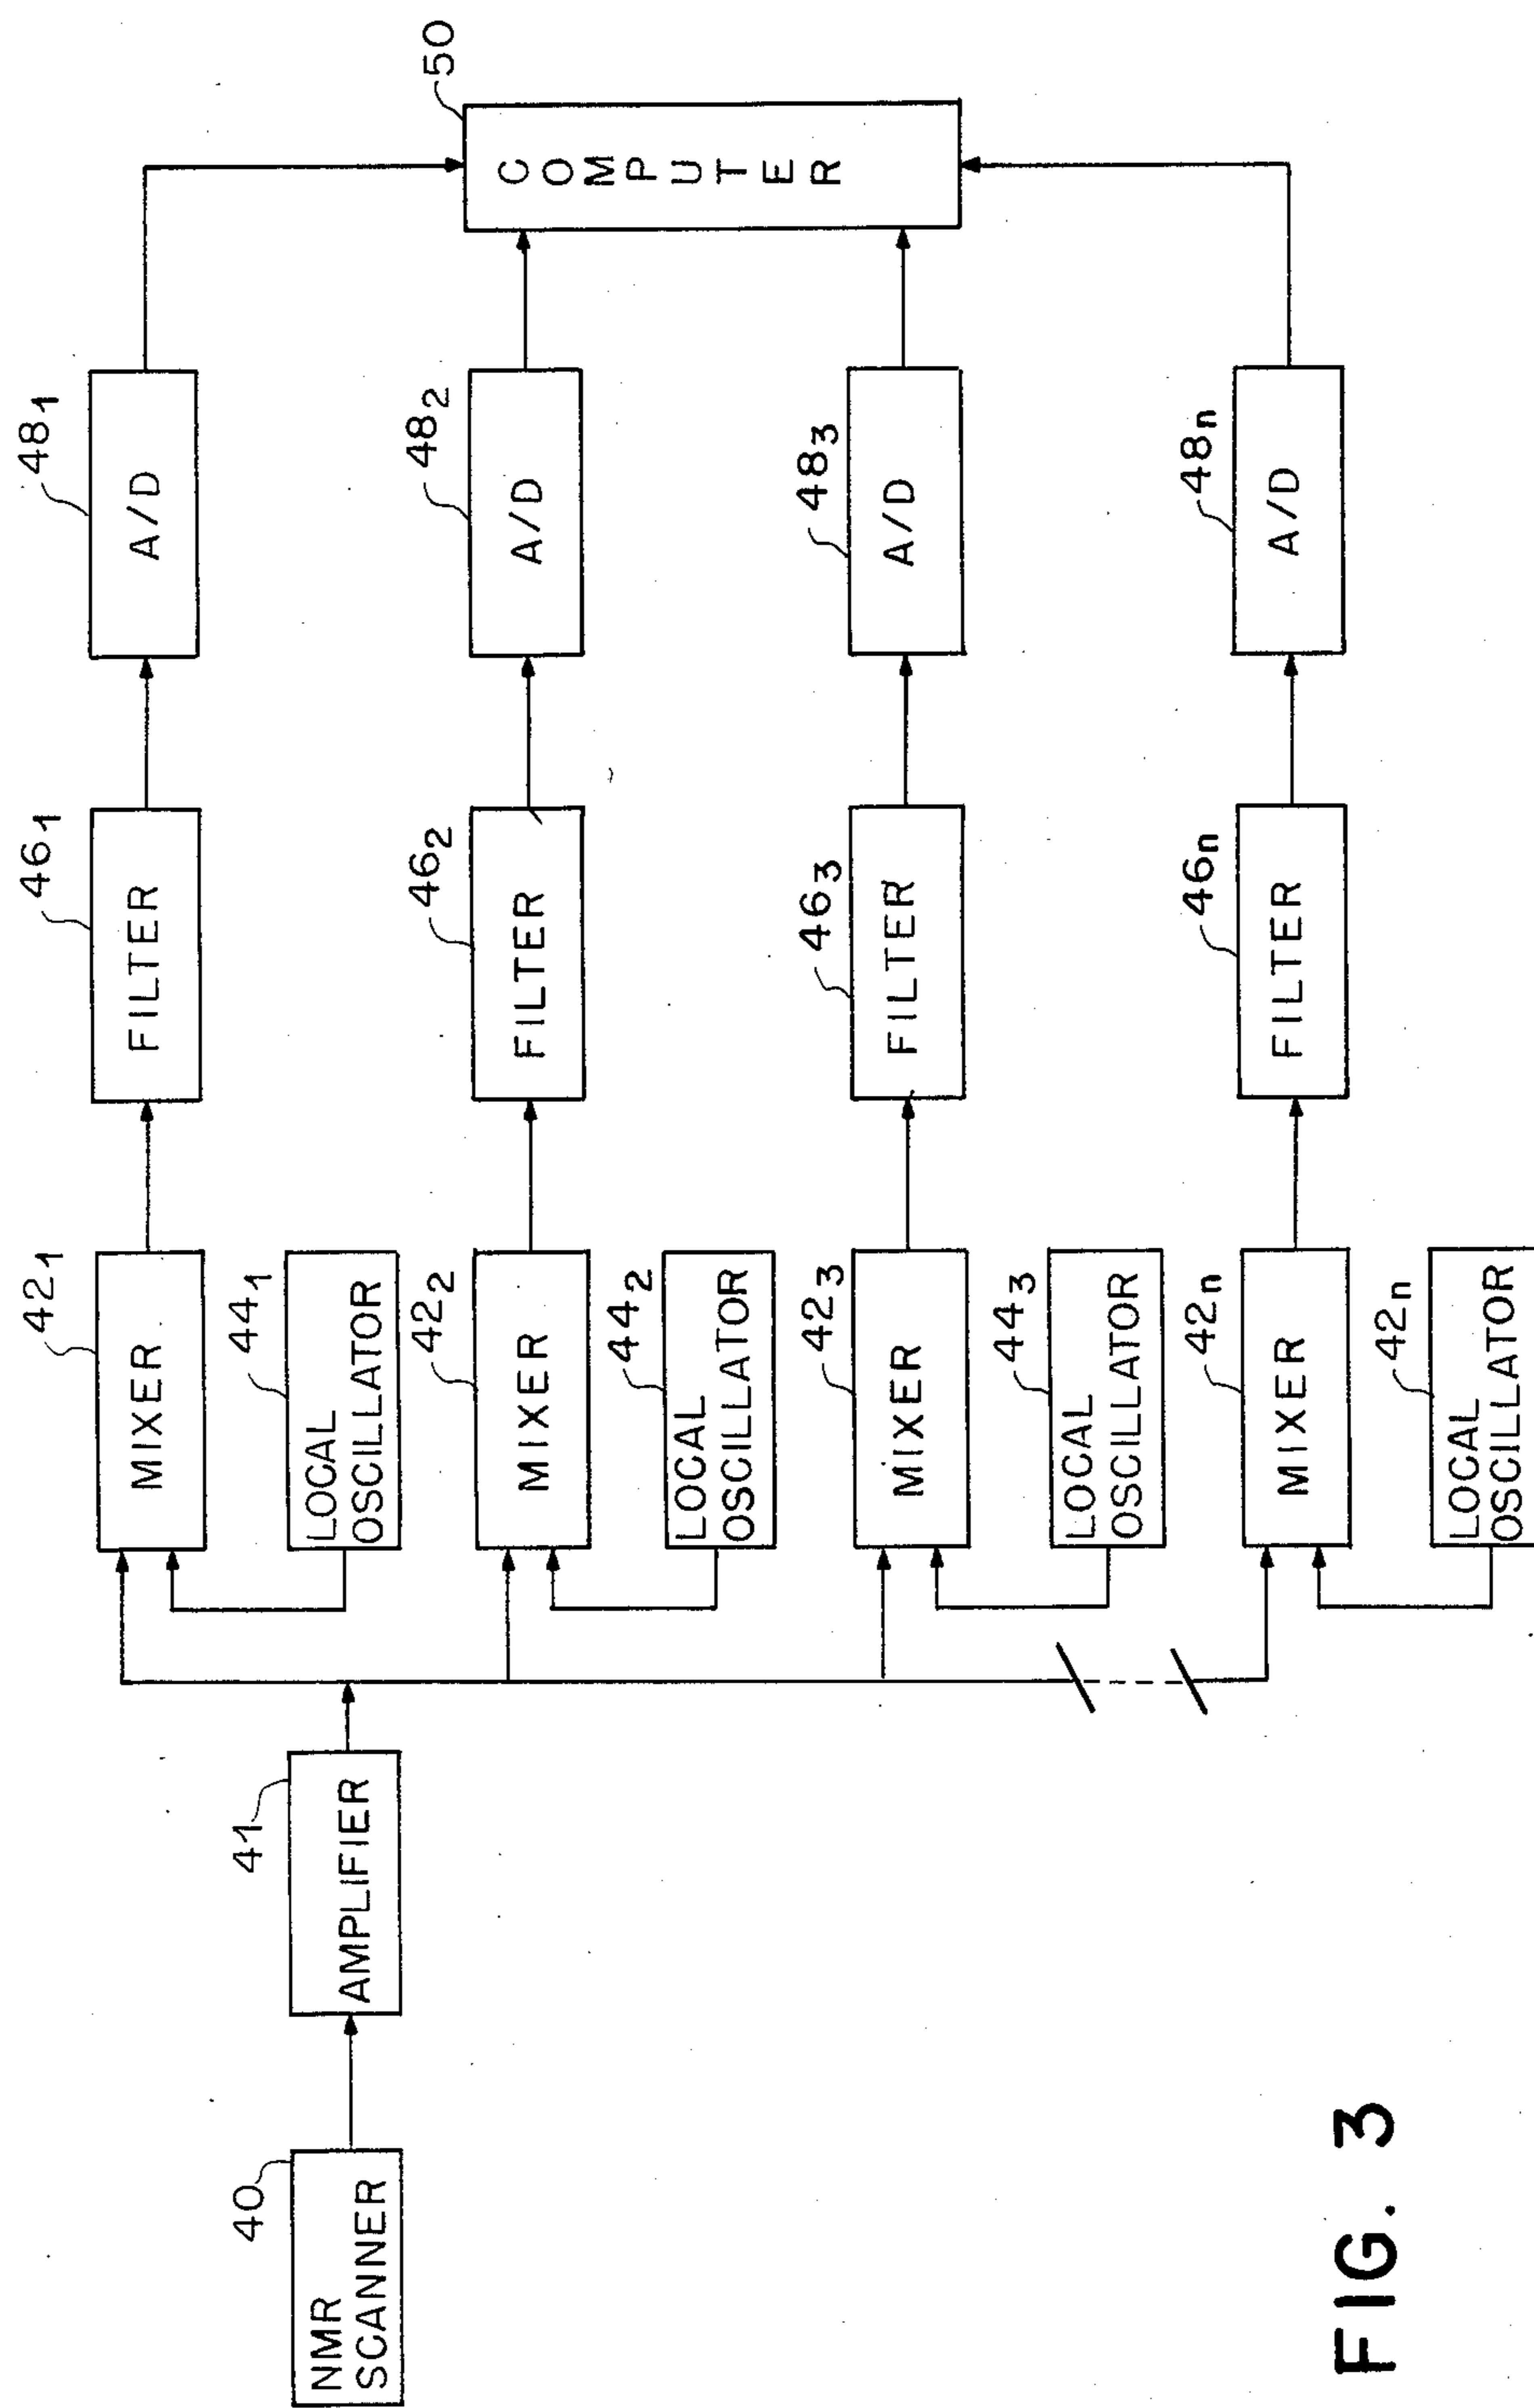 48₁
A/D
46₁
FILTER
42₁
MIXER
44₁
LOCAL
OSCILLATOR
40
NMR
SCANNER
41
AMPLIFIER
50
COMPUTER
48₂
A/D
46₂
FILTER
42₂
MIXER
44₂
LOCAL
OSCILLATOR
48₃
A/D
46₃
FILTER
42₃
MIXER
44₃
LOCAL
OSCILLATOR
48n
A/D
46n
FILTER
42n
MIXER
42n
LOCAL
OSCILLATOR
FIG. 3